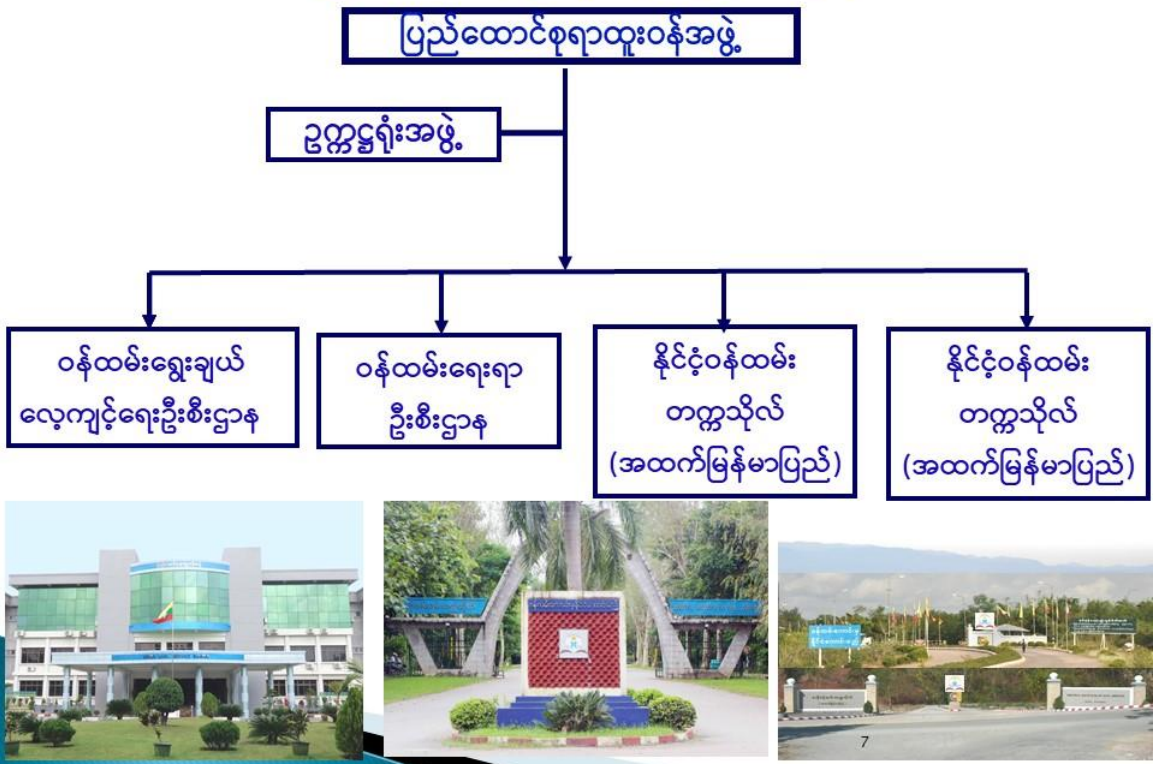 ပြည်ထောင်စုရာထူးဝန်အဖွဲ့
ဥက္ကဋ္ဌရုံးအဖွဲ့
ဝန်ထမ်းရွေးချယ်
လေ့ကျင့်ရေးဦးစီးဌာန
ဝန်ထမ်းရေးရာ
ဦးစီးဌာန
နိုင်ငံ့ဝန်ထမ်း
တက္ကသိုလ်
(အထက်မြန်မာပြည်)
နိုင်ငံ့ဝန်ထမ်း
တက္ကသိုလ်
(အထက်မြန်မာပြည်)
7